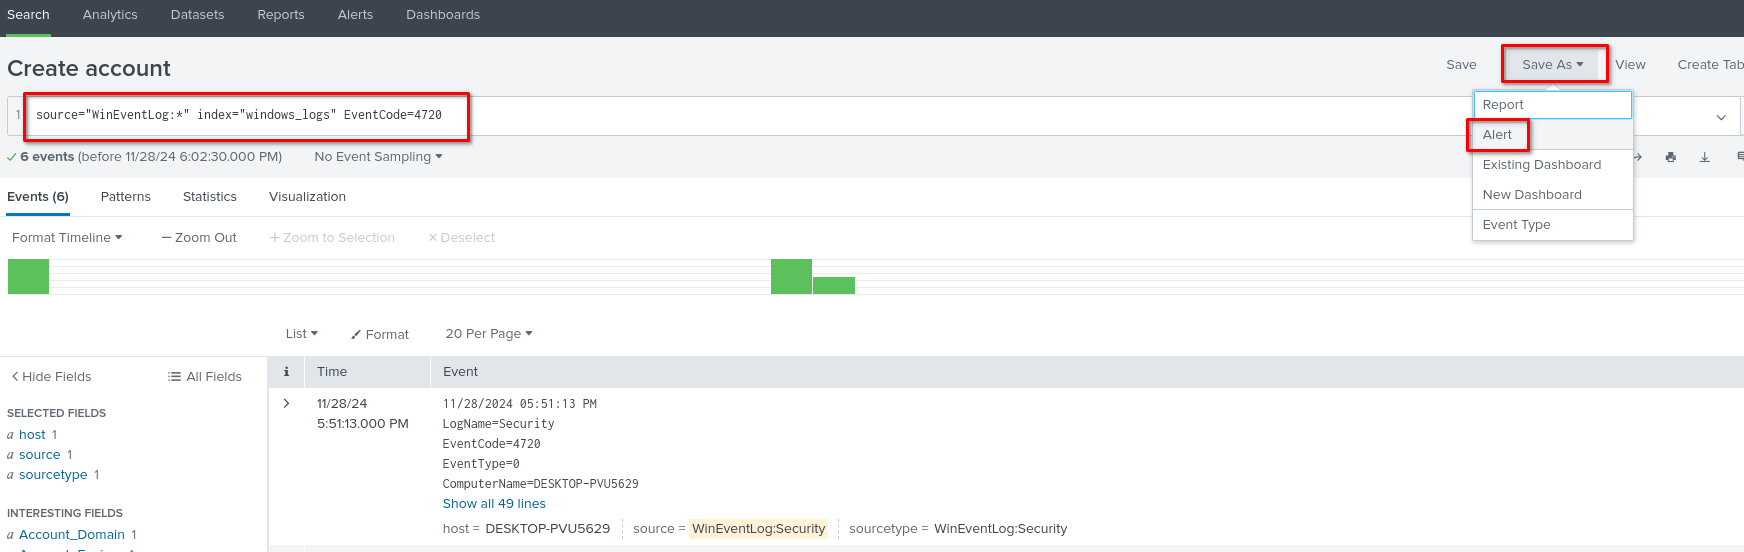 Search Analytics Datasets Reports Alerts Dashboards
Create account
Save Save As View Create Tab
1 source="WinEventLog:*" index="windows_logs" EventCode=4720
Report
Alert
Existing Dashboard
New Dashboard
Event Type
6 events (before 11/28/24 6:02:30.000 PM) No Event Sampling
Events (6) Patterns Statistics Visualization
Format Timeline — Zoom Out + Zoom to Selection × Deselect
List Format 20 Per Page
< Hide Fields All Fields
i Time Event
SELECTED FIELDS
a host 1
a source 1
a sourcetype 1
INTERESTING FIELDS
a Account_Domain 1
11/28/24
5:51:13.000 PM
11/28/2024 05:51:13 PM
LogName=Security
EventCode=4720
EventType=0
ComputerName=DESKTOP-PVU5629
Show all 49 lines
host = DESKTOP-PVU5629 source = WinEventLog:Security sourcetype = WinEventLog:Security